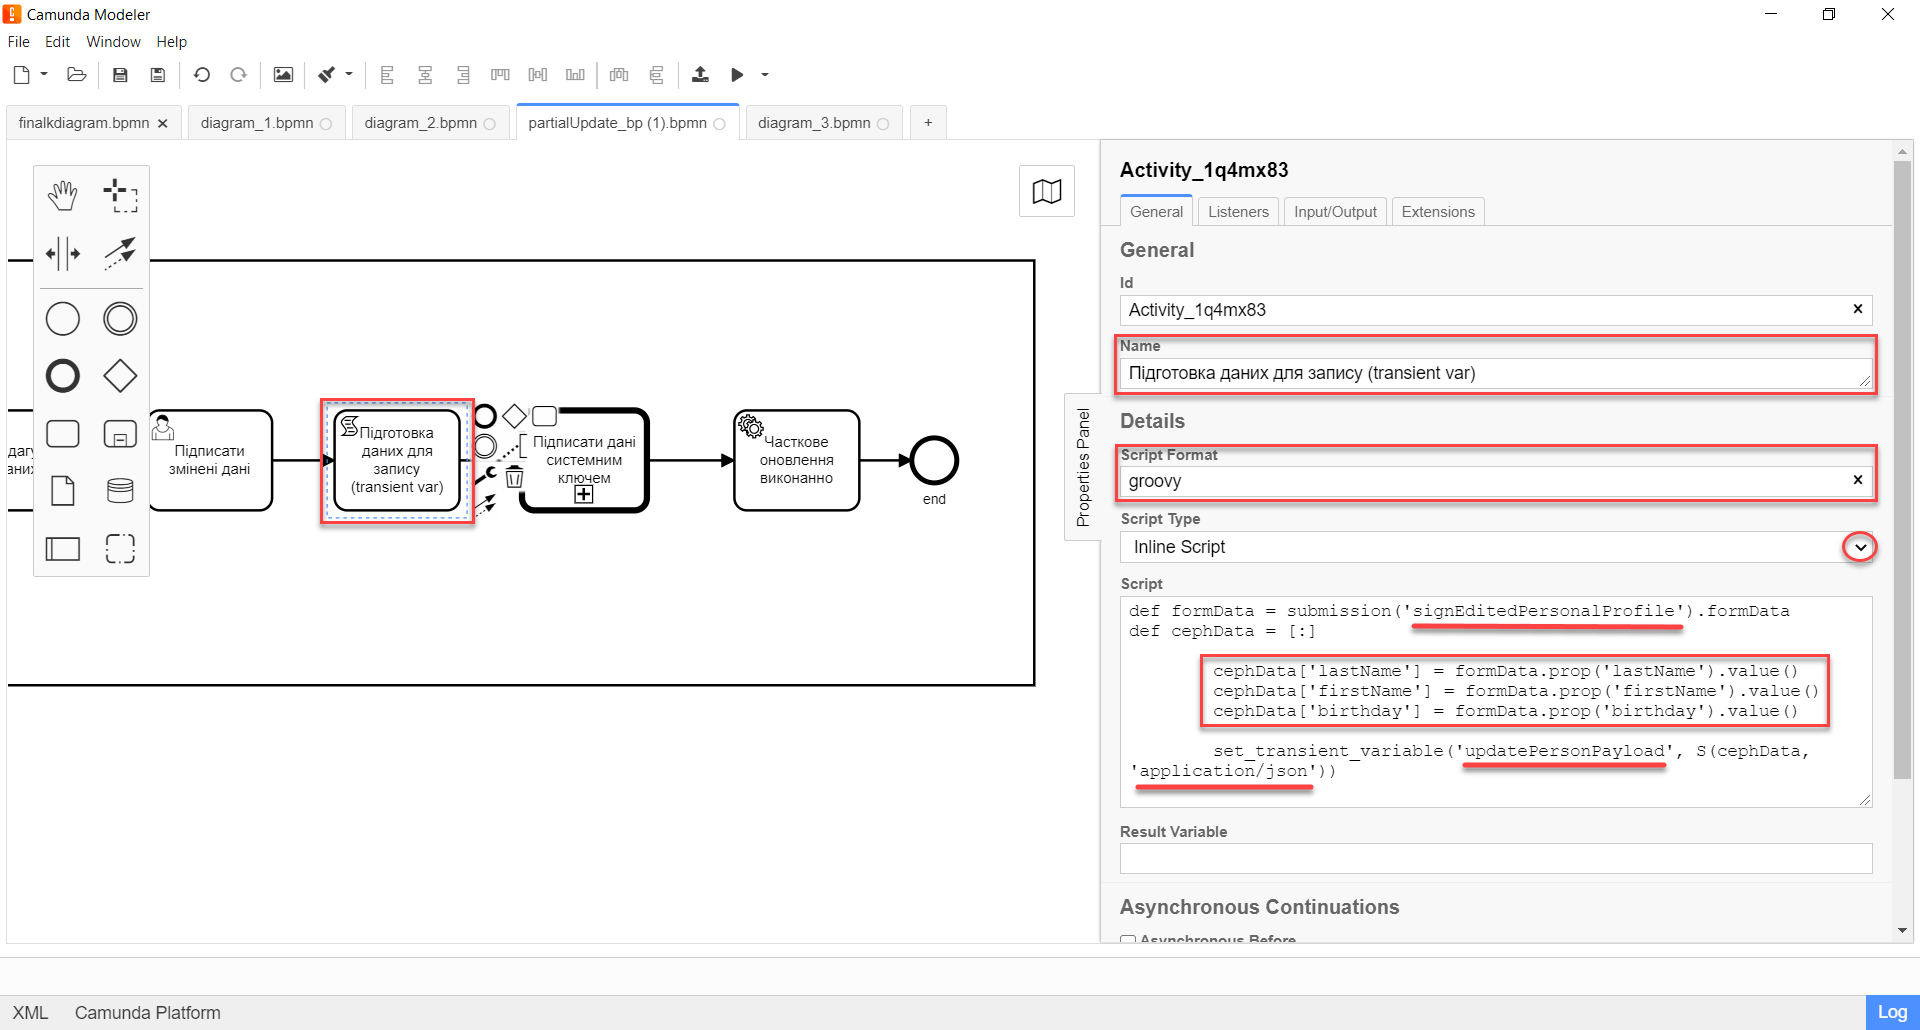 Camunda Modeler
File Edit Window Help
finalkdiagram.bpmn
diagram_1.bpmn
diagram_2.bpmn
partialUpdate_bp (1).bpmn
diagram_3.bpmn
+
Підписати
змінені дані
Підготовка
даних для
запису
(transient var)
Підписати дані
системним
ключем
Часткове
оновлення
виконанно
end
Properties Panel
Activity_1q4mx83
General Listeners Input/Output Extensions
General
Id
Activity_1q4mx83
Name
Підготовка даних для запису (transient var)
Details
Script Format
groovy
Script Type
Inline Script
Script
def formData = submission('signEditedPersonalProfile').formData
def cephData = [:]
cephData['lastName'] = formData.prop('lastName').value()
cephData['firstName'] = formData.prop('firstName').value()
cephData['birthday'] = formData.prop('birthday').value()
set_transient_variable('updatePersonPayload', S(cephData,
'application/json'))
Result Variable
Asynchronous Continuations
Asynchronous Before
XML Camunda Platform
Log